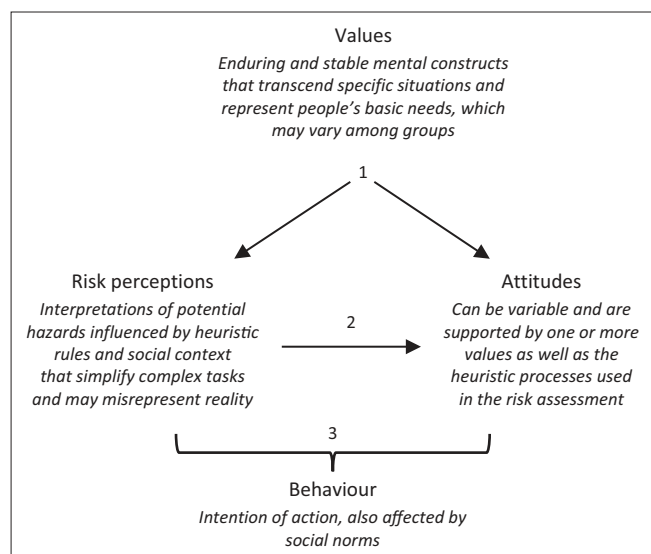 Values
Enduring and stable mental constructs
that transcend specific situations and
represent people's basic needs, which
may vary among groups
1
Risk perceptions
Interpretations of potential
hazards influenced by heuristic
rules and social context
that simplify complex tasks
and may misrepresent reality
2
Attitudes
Can be variable and are
supported by one or more
values as well as the
heuristic processes used
in the risk assessment
3
Behaviour
Intention of action, also affected by
social norms